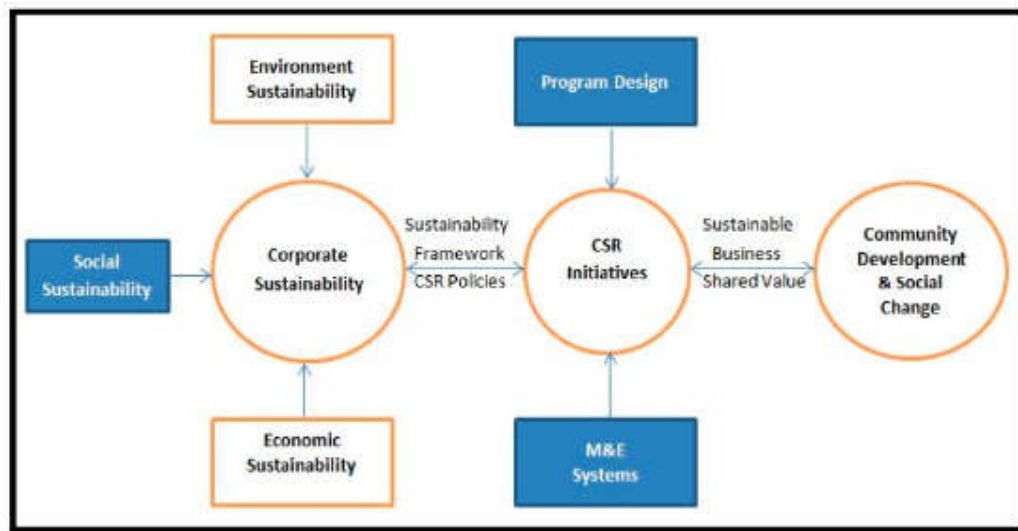 Environment
Sustainability
Program Design
Social
Sustainability
Corporate
Sustainability
Sustainability
Framework
CSR Policies
CSR
Initiatives
Sustainable
Business
Shared Value
Community
Development
& Social
Change
Economic
Sustainability
M&E
Systems